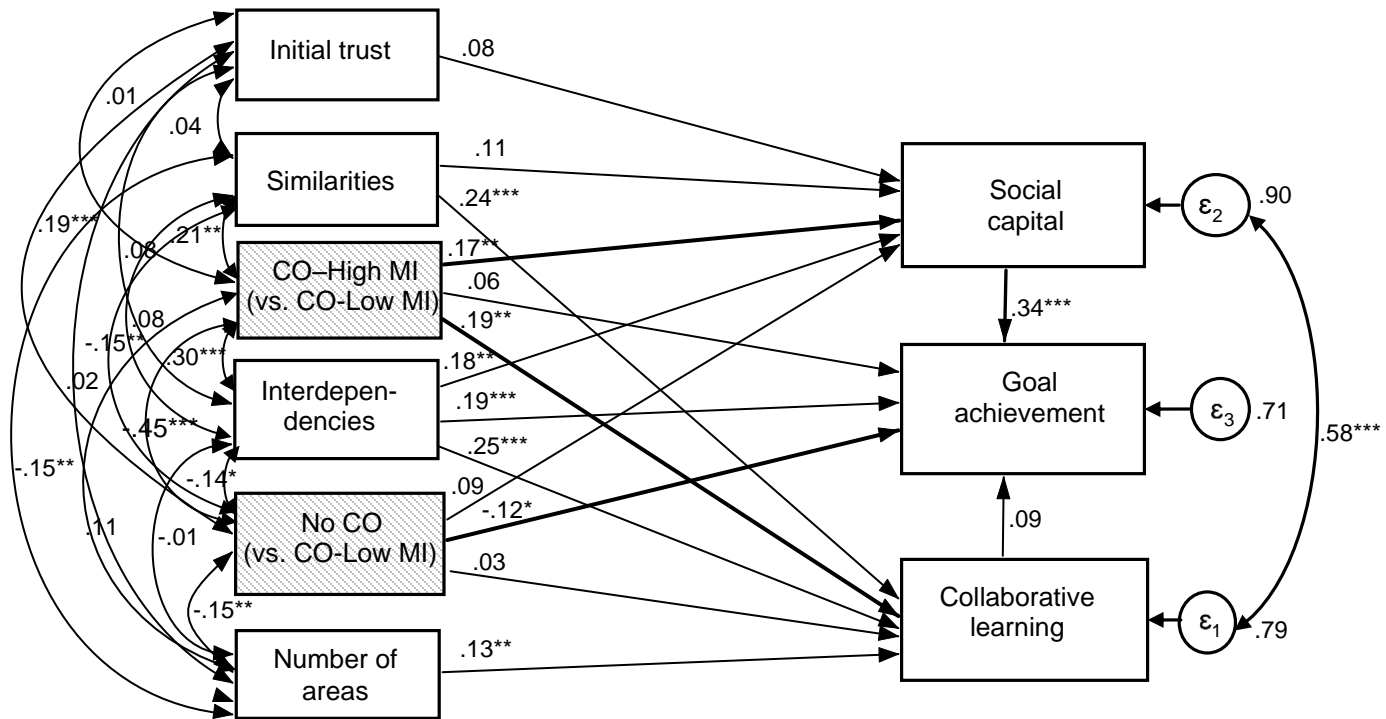 Initial trust
.08
.01
.04
Similarities
.11
.24***
Social
capital
ε2
.90
.19***
.08
.21**
CO–High MI
(vs. CO-Low MI)
.17**
.06
.19**
.34***
.08
-.15**
.30***
.02
Interdepen-
dencies
.18**
.19***
.25***
Goal
achievement
ε3
.71
.58***
-.45***
-.15**
-.14*
.11
-.01
No CO
(vs. CO-Low MI)
.09
-.12*
.03
.09
-.15**
Collaborative
learning
ε1
.79
Number of
areas
.13**